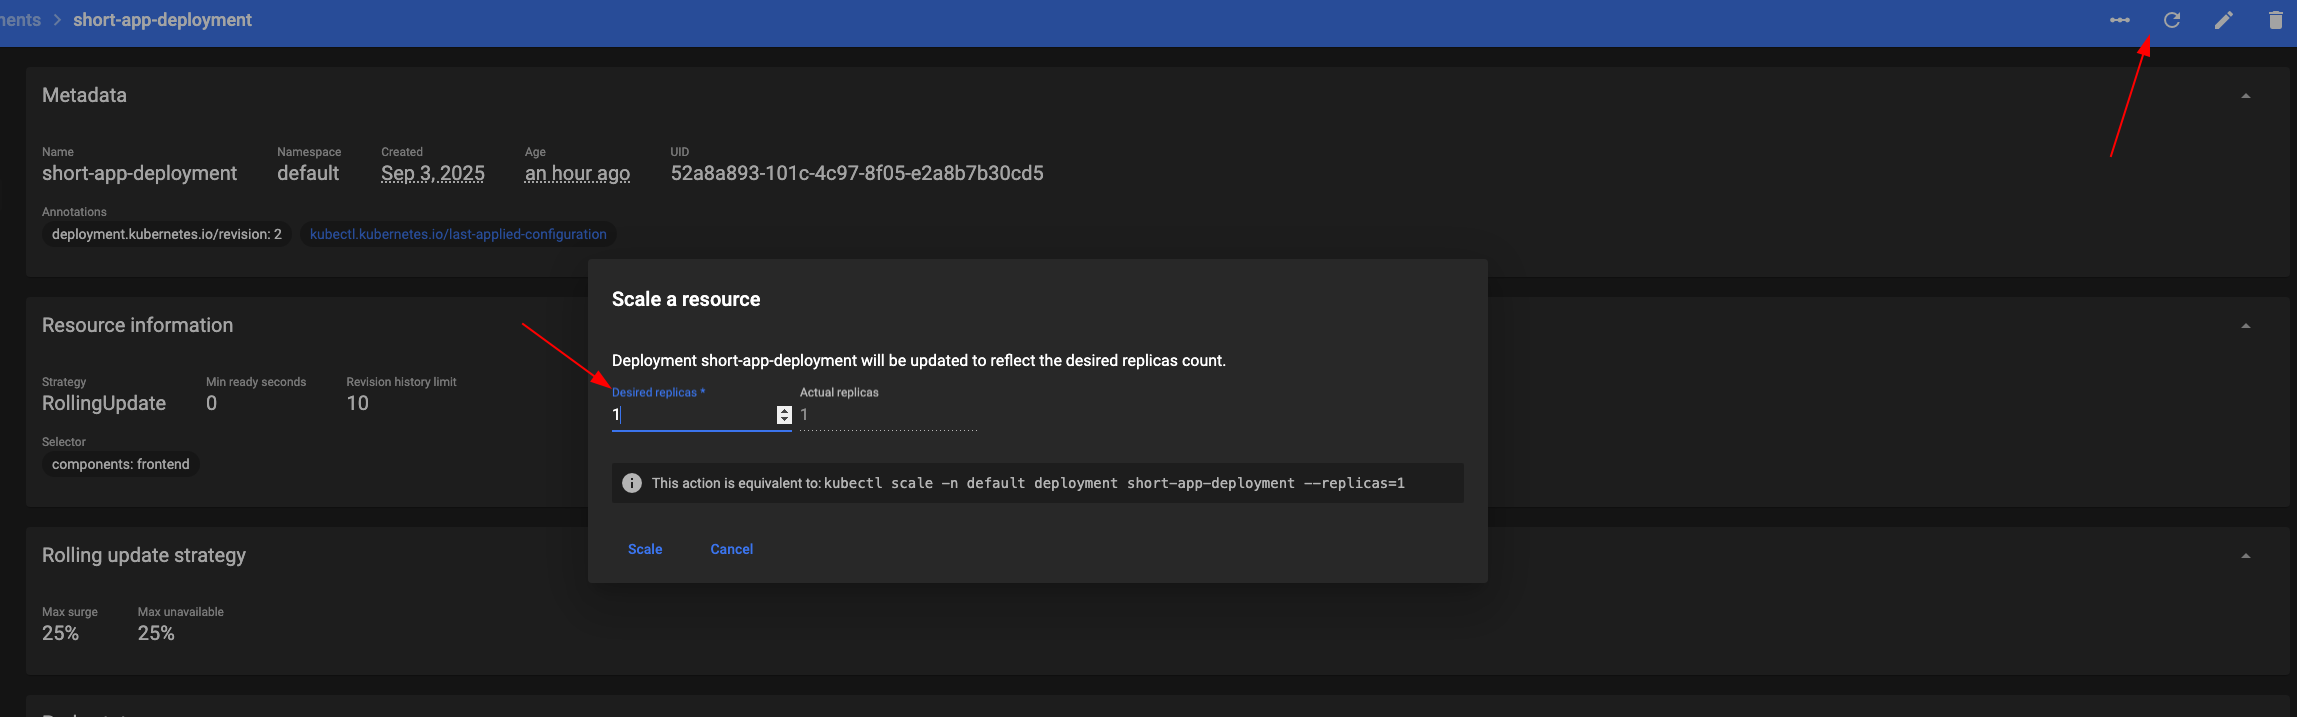 nents > short-app-deployment
Metadata
Name Namespace Created Age UID
short-app-deployment default Sep 3, 2025 an hour ago 52a8a893-101c-4c97-8f05-e2a8b7b30cd5
Annotations
deployment.kubernetes.io/revision: 2 kubectl.kubernetes.io/last-applied-configuration
Resource information
Strategy Min ready seconds Revision history limit
RollingUpdate 0 10
Selector
components: frontend
Rolling update strategy
Max surge Max unavailable
25% 25%
Scale a resource
Deployment short-app-deployment will be updated to reflect the desired replicas count.
Desired replicas * Actual replicas
1 1
This action is equivalent to: kubectl scale -n default deployment short-app-deployment --replicas=1
Scale Cancel